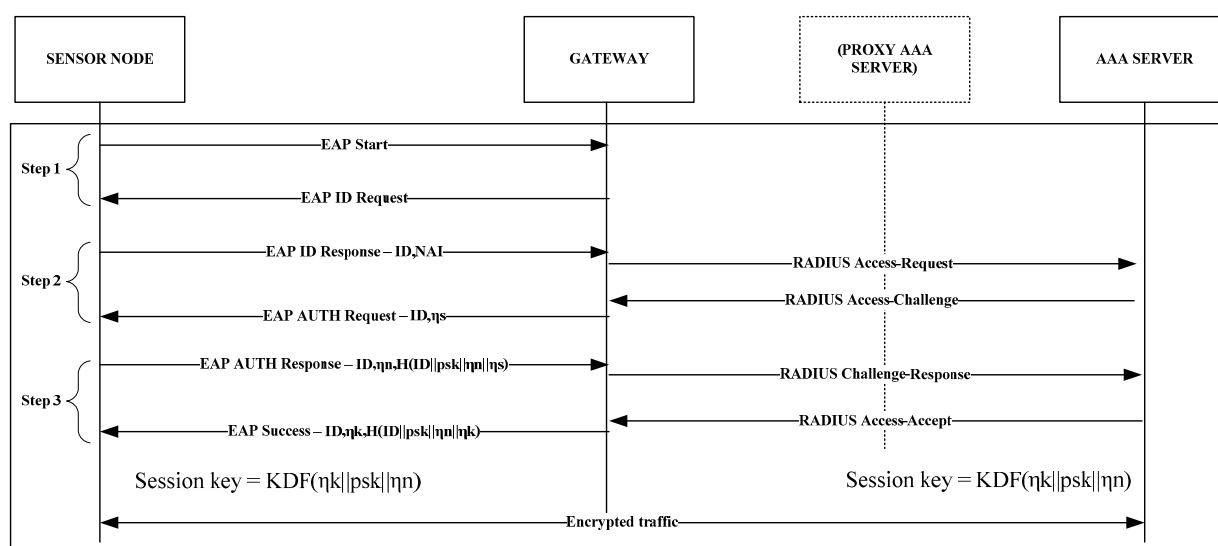 SENSOR NODE
GATEWAY
(PROXY AAA
SERVER)
AAA SERVER
Step 1
EAP Start
EAP ID Request
Step 2
EAP ID Response – ID,NAI
RADIUS Access-Request
RADIUS Access-Challenge
EAP AUTH Request – ID,ηs
Step 3
EAP AUTH Response – ID,ηn,H(ID||psk||ηn||ηs)
RADIUS Challenge-Response
RADIUS Access-Accept
EAP Success – ID,ηk,H(ID||psk||ηn||ηk)
Session key = KDF(ηk||psk||ηn)
Session key = KDF(ηk||psk||ηn)
Encrypted traffic